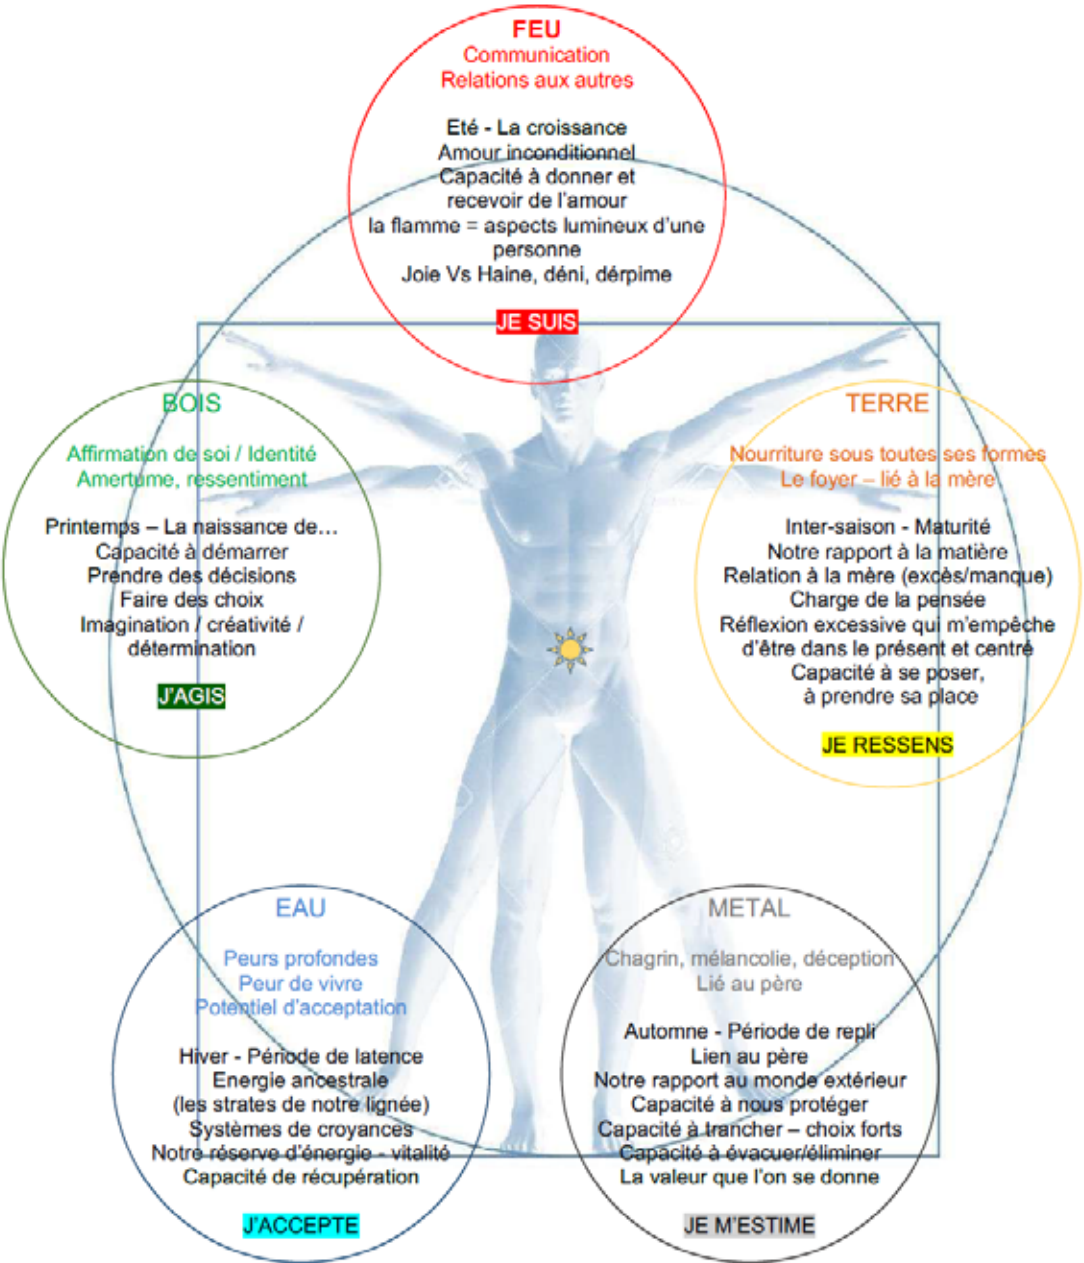 FEU
Communication
Relations aux autres
Eté - La croissance
Amour inconditionnel
Capacité à donner et
recevoir de l'amour
la flamme = aspects lumineux d'une
personne
Joie Vs Haine, déni, dérpime
JE SUIS
BOIS
Affirmation de soi / Identité
Amertume, ressentiment
Printemps – La naissance de…
Capacité à démarrer
Prendre des décisions
Faire des choix
Imagination / créativité /
détermination
J'AGIS
TERRE
Nourriture sous toutes ses formes
Le foyer – lié à la mère
Inter-saison - Maturité
Notre rapport à la matière
Relation à la mère (excès/manque)
Charge de la pensée
Réflexion excessive qui m'empêche
d'être dans le présent et centré
Capacité à se poser,
à prendre sa place
JE RESSENS
EAU
Peurs profondes
Peur de vivre
Potentiel d'acceptation
Hiver - Période de latence
Energie ancestrale
(les strates de notre lignée)
Systèmes de croyances
Notre réserve d'énergie - vitalité
Capacité de récupération
J'ACCEPTE
METAL
Chagrin, mélancolie, déception
Lié au père
Automne - Période de repli
Lien au père
Notre rapport au monde extérieur
Capacité à nous protéger
Capacité à trancher – choix forts
Capacité à évacuer/éliminer
La valeur que l'on se donne
JE M'ESTIME